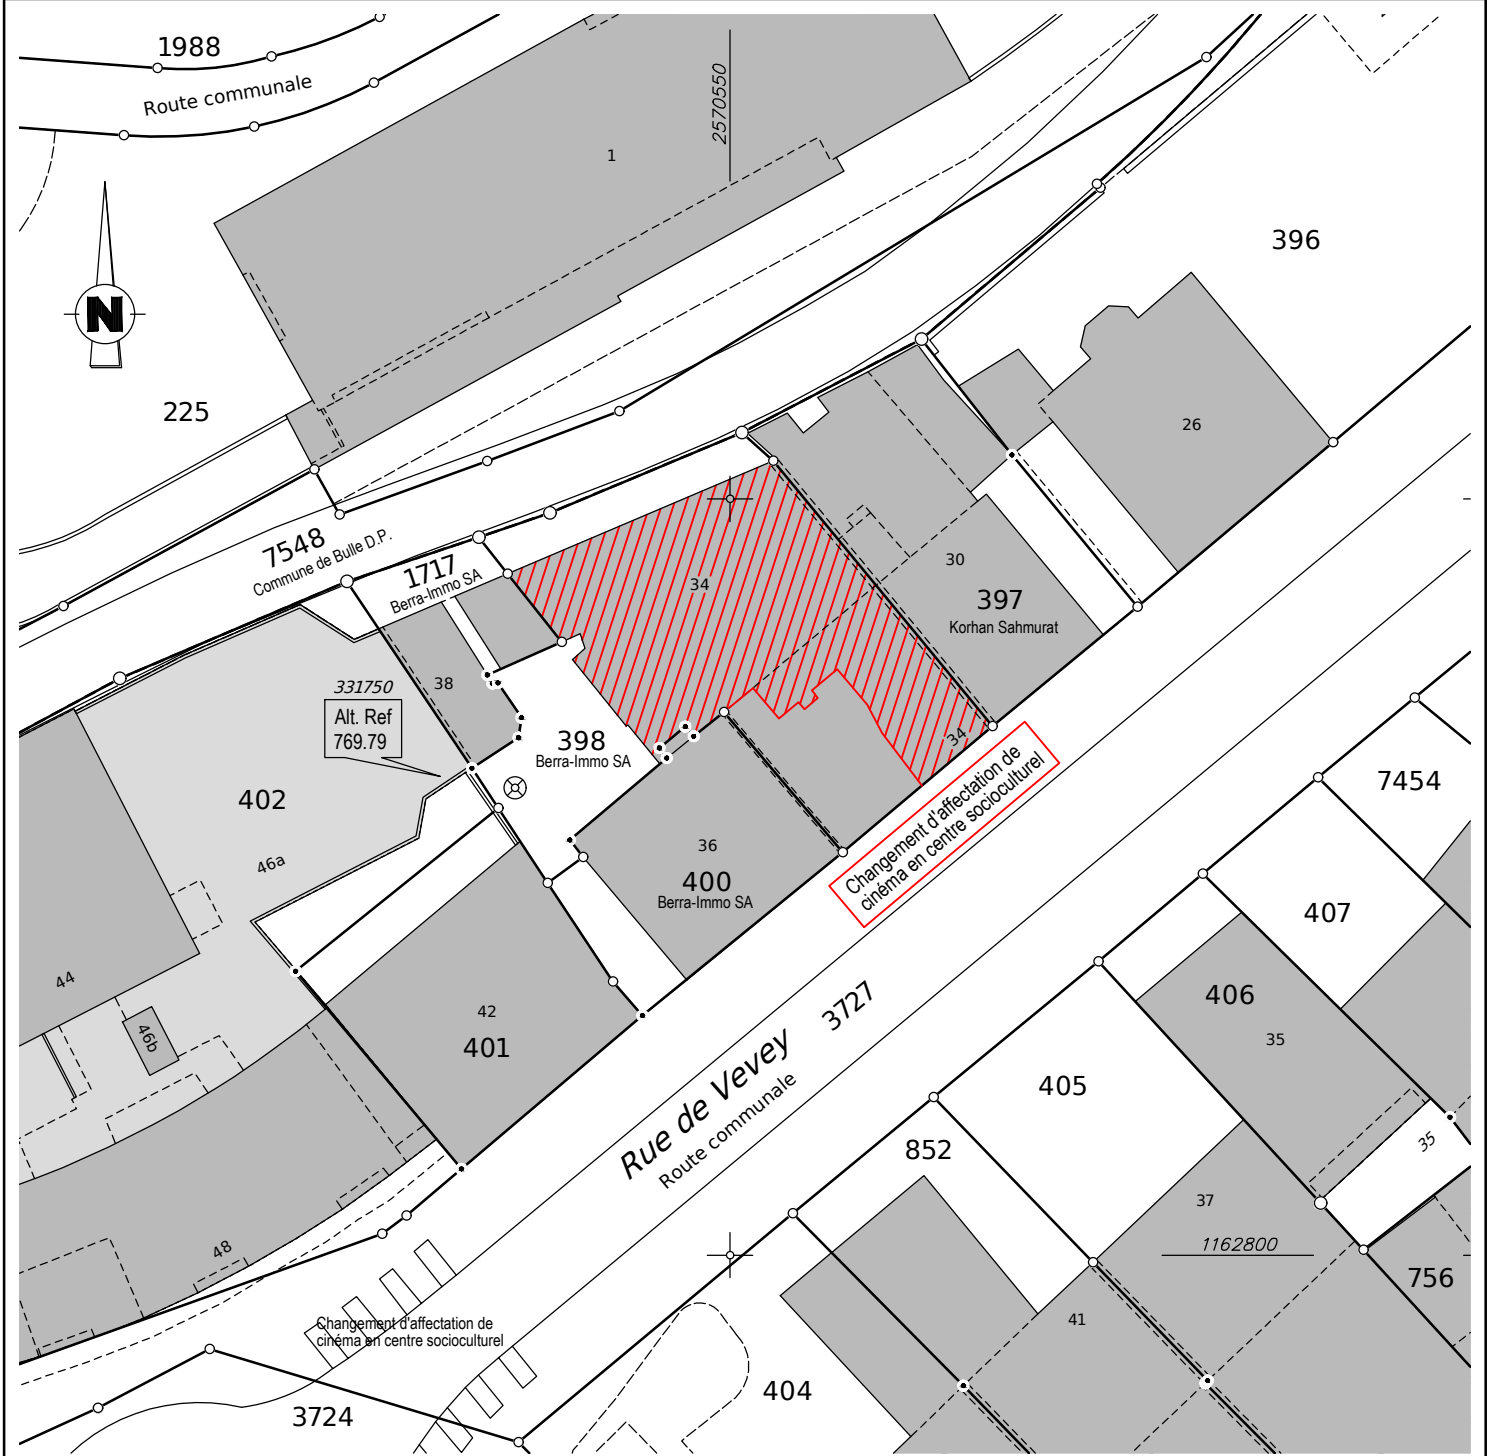 1988
Route communale
2570550
1
396
N
225
26
7548
Commune de Bulle D.P.
1717
Berra-Immo SA
34
30
397
Korhan Sahmurat
331750
38
Alt. Ref
769.79
398
Berra-Immo SA
34
402
Changement d'affectation de
cinéma en centre socioculturel
7454
46a
36
400
Berra-Immo SA
407
44
46b
42
401
Rue de Vevey 3727
Route communale
406
35
405
852
35
37
48
1162800
756
Changement d'affectation de
cinéma en centre socioculturel
41
404
3724